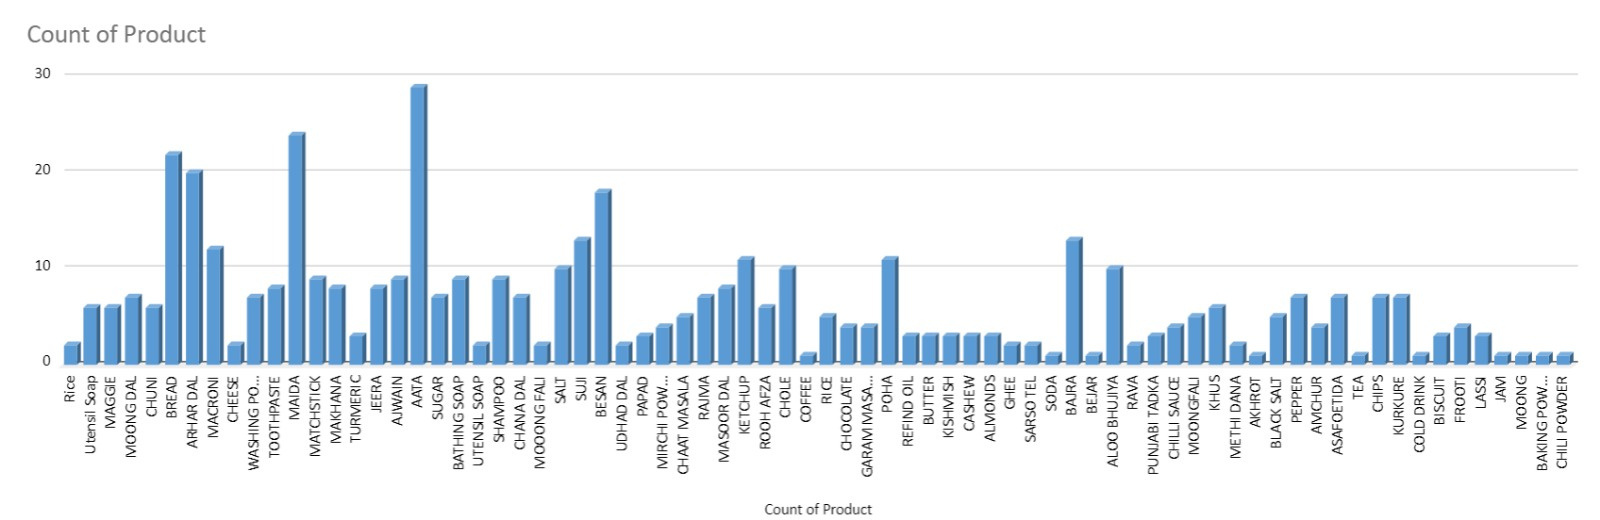 Count of Product
30
20
10
0
Rice
Utensil Soap
MAGGIE
MOONG DAL
CHUNI
BREAD
ARHAR DAL
MACRONI
CHEESE
WASHING PO...
TOOTHPASTE
MAIDA
MATCHSTICK
MAKHANA
TURMERIC
JEERA
AJWAIN
AATA
SUGAR
BATHING SOAP
UTENSIL SOAP
SHAMPOO
CHANA DAL
MOONG FALI
SALT
SUJI
BESAN
UDHAD DAL
PAPAD
MIRCHI POW...
CHAAT MASALA
RAJMA
MASOOR DAL
KETCHUP
ROOH AFZA
CHOLE
COFFEE
RICE
CHOCOLATE
GARAM MASA...
POHA
REFIND OIL
BUTTER
KISHMISH
CASHEW
ALMONDS
GHEE
SARSO TEL
SODA
BAJRA
BEJAR
ALOO BHUJIYA
RAVA
PUNJABI TADKA
CHILLI SAUCE
MOONGFALI
KHUS
METHI DANA
AKHROT
BLACK SALT
PEPPER
AMCHUR
ASAFOETIDA
TEA
CHIPS
KURKURE
COLD DRINK
BISCUIT
FROOTI
LASSI
JAM
MOONG
BAKING POW...
CHILI POWDER
Count of Product